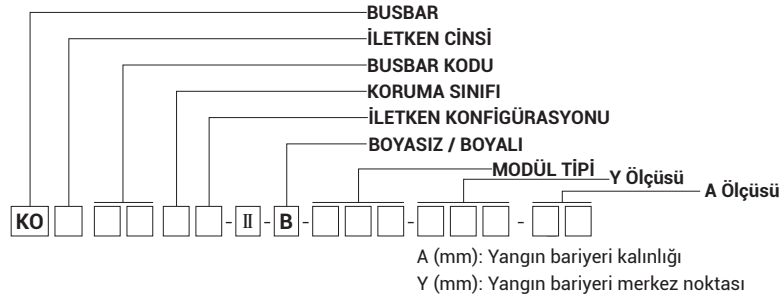 BUSBAR
İLETKEN CİNSİ
BUSBAR KODU
KORUMA SINIFI
İLETKEN KONFİGÜRASYONU
BOYASIZ / BOYALI
MODÜL TİPİ
Y Ölçüsü
A Ölçüsü
KO - II - B - - -
A (mm): Yangın bariyeri kalınlığı
Y (mm): Yangın bariyeri merkez noktası